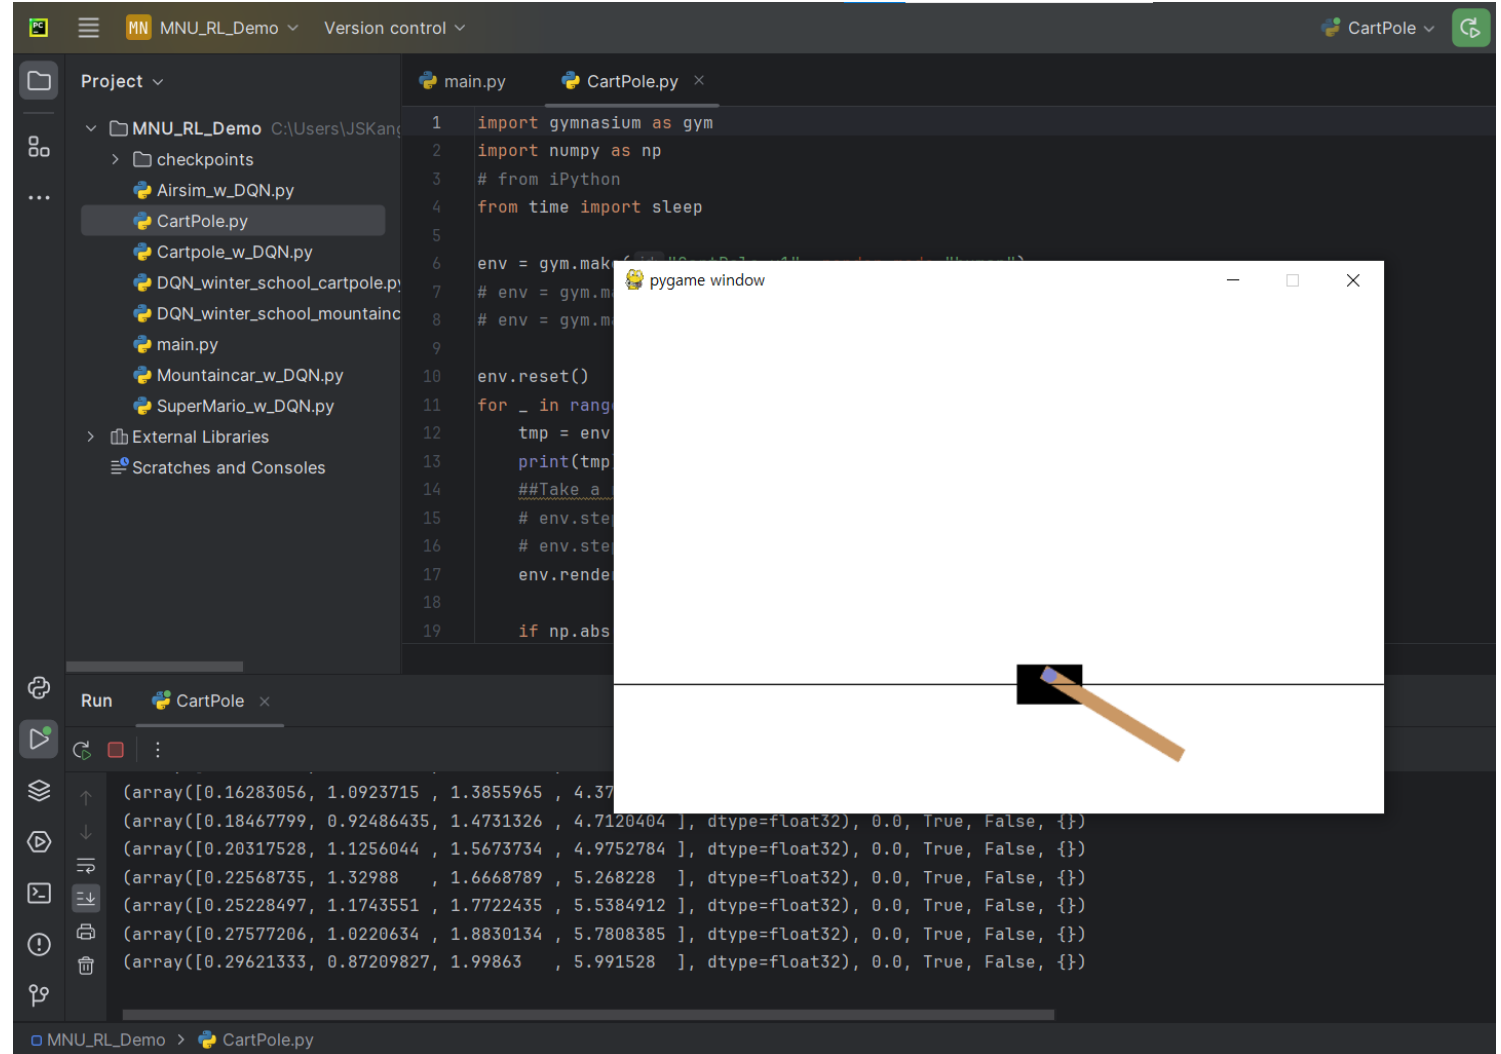 PC
MN MNU_RL_Demo Version control CartPole
Project main.py CartPole.py
MNU_RL_Demo C:\Users\JSKang
checkpoints
Airsim_w_DQN.py
CartPole.py
Cartpole_w_DQN.py
DQN_winter_school_cartpole.py
DQN_winter_school_mountainc
main.py
Mountaincar_w_DQN.py
SuperMario_w_DQN.py
External Libraries
Scratches and Consoles
1 import gymnasium as gym
2 import numpy as np
3 # from iPython
4 from time import sleep
5
6 env = gym.make(
7 # env = gym.m
8 # env = gym.m
9
10 env.reset()
11 for _ in rang
12 tmp = env
13 print(tmp
14 ##Take a
15 # env.ste
16 # env.ste
17 env.rende
18
19 if np.abs
pygame window
Run CartPole
(array([0.16283056, 1.0923715 , 1.3855965 , 4.37
(array([0.18467799, 0.92486435, 1.4731326 , 4.7120404 ], dtype=float32), 0.0, True, False, {})
(array([0.20317528, 1.1256044 , 1.5673734 , 4.9752784 ], dtype=float32), 0.0, True, False, {})
(array([0.22568735, 1.32988 , 1.6668789 , 5.268228 ], dtype=float32), 0.0, True, False, {})
(array([0.25228497, 1.1743551 , 1.7722435 , 5.5384912 ], dtype=float32), 0.0, True, False, {})
(array([0.27577206, 1.0220634 , 1.8830134 , 5.7808385 ], dtype=float32), 0.0, True, False, {})
(array([0.29621333, 0.87209827, 1.99863 , 5.991528 ], dtype=float32), 0.0, True, False, {})
MNU_RL_Demo > CartPole.py